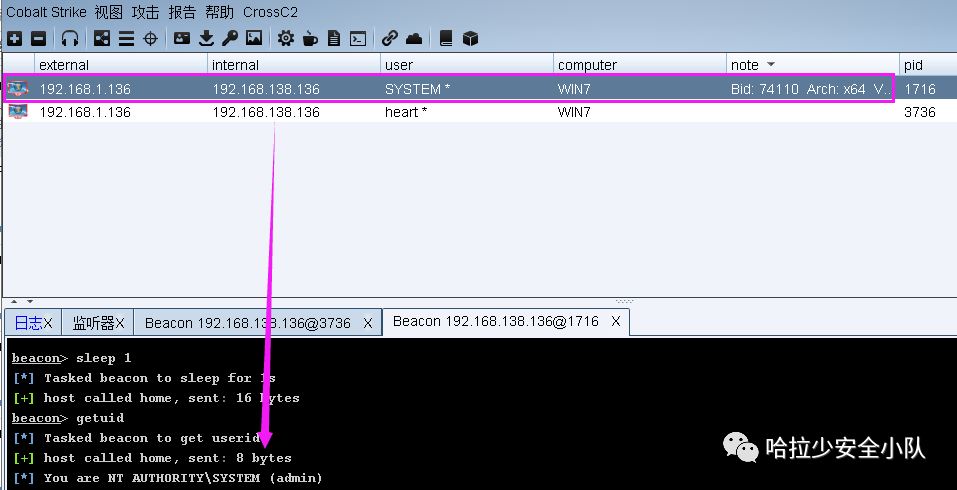 Cobalt Strike 视图 攻击 报告 帮助 CrossC2
external internal user computer note pid
192.168.1.136 192.168.138.136 SYSTEM * WIN7 Bid: 74110 Arch: x64 V... 1716
192.168.1.136 192.168.138.136 heart * WIN7 3736
日志X 监听器X Beacon 192.168.138.136@3736 X Beacon 192.168.138.136@1716 X
beacon> sleep 1
[*] Tasked beacon to sleep for 1s
[+] host called home, sent: 16 bytes
beacon> getuid
[*] Tasked beacon to get userid
[+] host called home, sent: 8 bytes
[*] You are NT AUTHORITY\SYSTEM (admin)
哈拉少安全小队